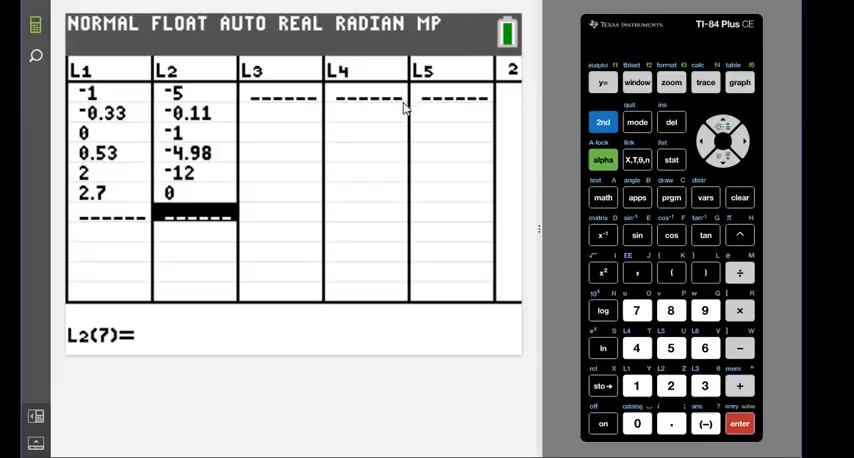 NORMAL FLOAT AUTO REAL RADIAN MP
L1 L2 L3 L4 L5 2
-1 -5 ------ ------ ------
-0.33 -0.11
0 -1
0.53 -4.98
2 -12
2.7 0
------ ------
L2(7)=
TEXAS INSTRUMENTS TI-84 Plus CE
statplot f1 tblset f2 format f3 calc f4 table f5
y= window zoom trace graph
quit ins
2nd mode del
A-lock link list
alpha X,T,θ,n stat
test A angle B draw C distr
math apps prgm vars clear
matrix D sin⁻¹ E cos⁻¹ F tan⁻¹ G π H
x⁻¹ sin cos tan ^
√ I EE J { K } L e M
x² , ( ) ÷
10ˣ N u O v P w Q [ R
log 7 8 9 ×
eˣ S L4 T L5 U L6 V ] W
ln 4 5 6 −
rcl X L1 Y L2 Z L3 θ mem "
sto→ 1 2 3 +
off catalog ⎵ i : ans ? entry solve
on 0 . (−) enter